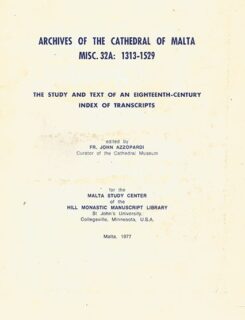 ARCHIVES OF THE CATHEDRAL OF MALTA
MISC. 32A: 1313-1529
THE STUDY AND TEXT OF AN EIGHTEENTH-CENTURY
INDEX OF TRANSCRIPTS
edited by
FR. JOHN AZZOPARDI
Curator of the Cathedral Museum
for the
MALTA STUDY CENTER
of the
HILL MONASTIC MANUSCRIPT LIBRARY
St John's University,
Collegeville, Minnesota, U.S.A.
Malta, 1977